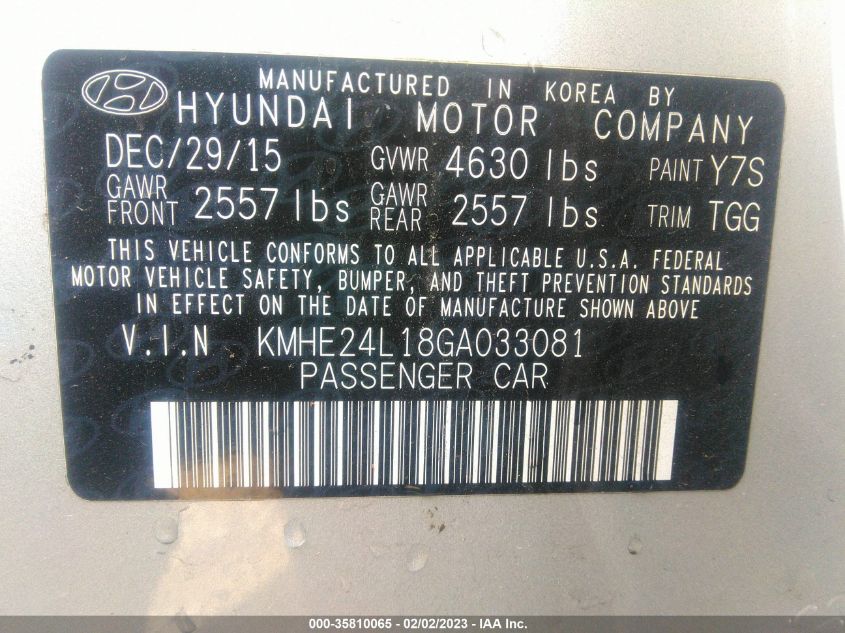 MANUFACTURED IN KOREA BY
HYUNDAI MOTOR COMPANY
DEC/29/15 GVWR 4630 lbs PAINT Y7S
GAWR FRONT 2557 lbs GAWR REAR 2557 lbs TRIM TGG
THIS VEHICLE CONFORMS TO ALL APPLICABLE U.S.A. FEDERAL
MOTOR VEHICLE SAFETY, BUMPER, AND THEFT PREVENTION STANDARDS
IN EFFECT ON THE DATE OF MANUFACTURE SHOWN ABOVE
V.I.N KMHE24L18GA033081
PASSENGER CAR
000-35810065 - 02/02/2023 - IAA Inc.